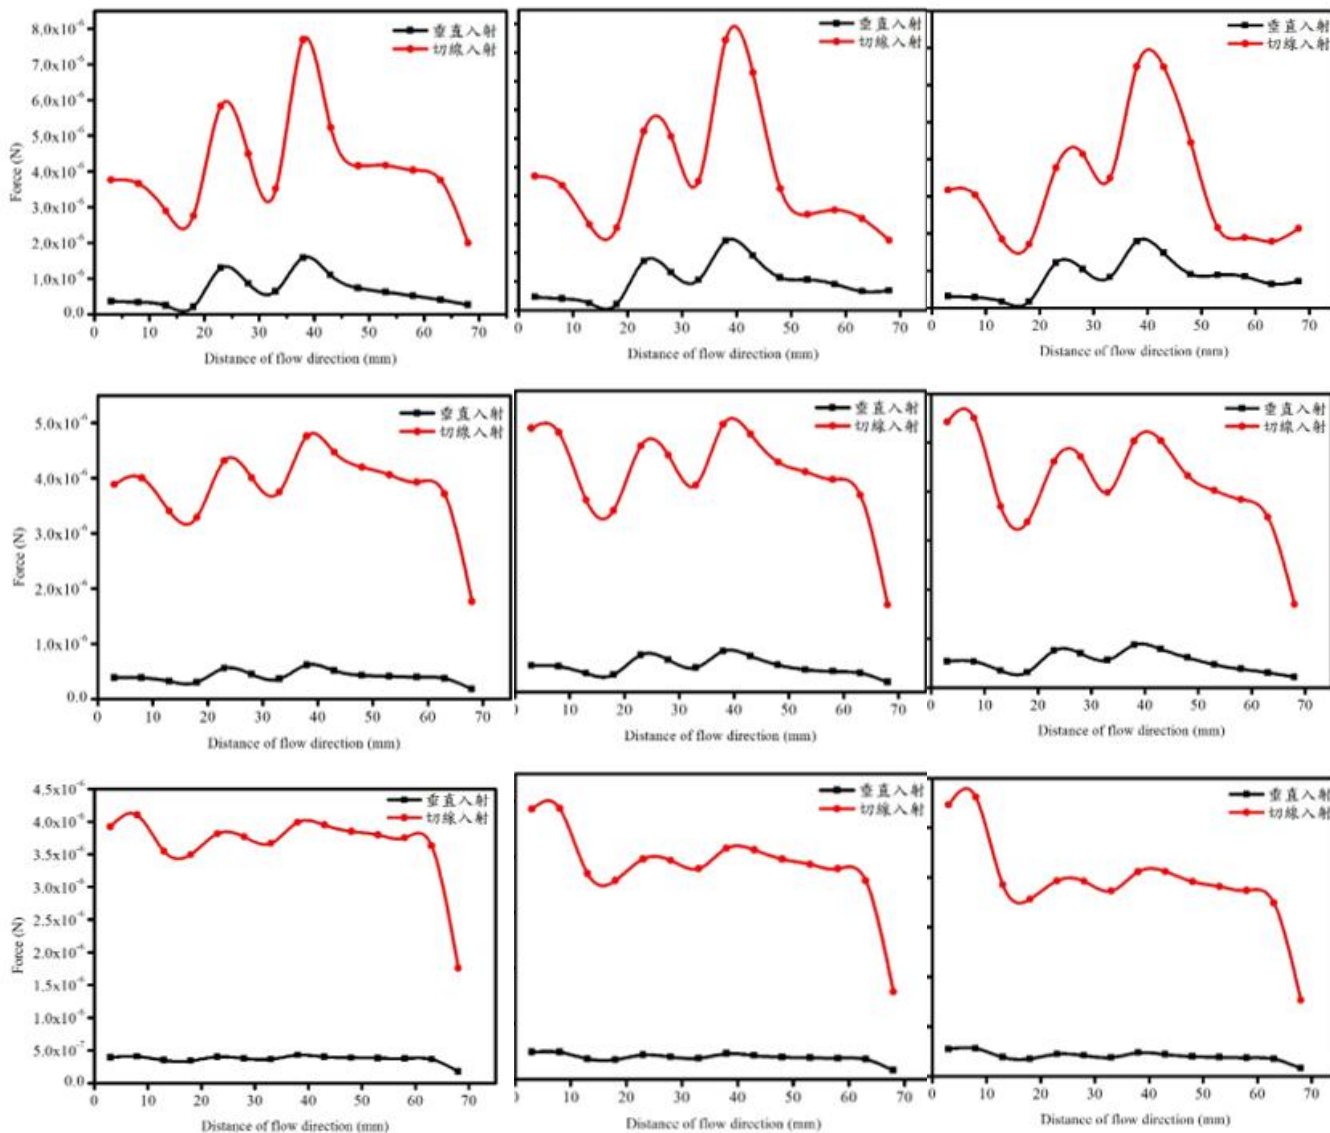 8.0x10⁻⁶
7.0x10⁻⁶
6.0x10⁻⁶
5.0x10⁻⁶
4.0x10⁻⁶
3.0x10⁻⁶
2.0x10⁻⁶
1.0x10⁻⁶
0.0
Force (N)
垂直入射
切線入射
0 10 20 30 40 50 60 70
Distance of flow direction (mm)
垂直入射
切線入射
0 10 20 30 40 50 60 70
Distance of flow direction (mm)
垂直入射
切線入射
0 10 20 30 40 50 60 70
Distance of flow direction (mm)
5.0x10⁻⁶
4.0x10⁻⁶
3.0x10⁻⁶
2.0x10⁻⁶
1.0x10⁻⁶
0.0
Force (N)
垂直入射
切線入射
0 10 20 30 40 50 60 70
Distance of flow direction (mm)
垂直入射
切線入射
0 10 20 30 40 50 60 70
Distance of flow direction (mm)
垂直入射
切線入射
0 10 20 30 40 50 60 70
Distance of flow direction (mm)
4.5x10⁻⁶
4.0x10⁻⁶
3.5x10⁻⁶
3.0x10⁻⁶
2.5x10⁻⁶
2.0x10⁻⁶
1.5x10⁻⁶
1.0x10⁻⁶
5.0x10⁻⁷
0.0
Force (N)
垂直入射
切線入射
0 10 20 30 40 50 60 70
Distance of flow direction (mm)
垂直入射
切線入射
0 10 20 30 40 50 60 70
Distance of flow direction (mm)
垂直入射
切線入射
0 10 20 30 40 50 60 70
Distance of flow direction (mm)